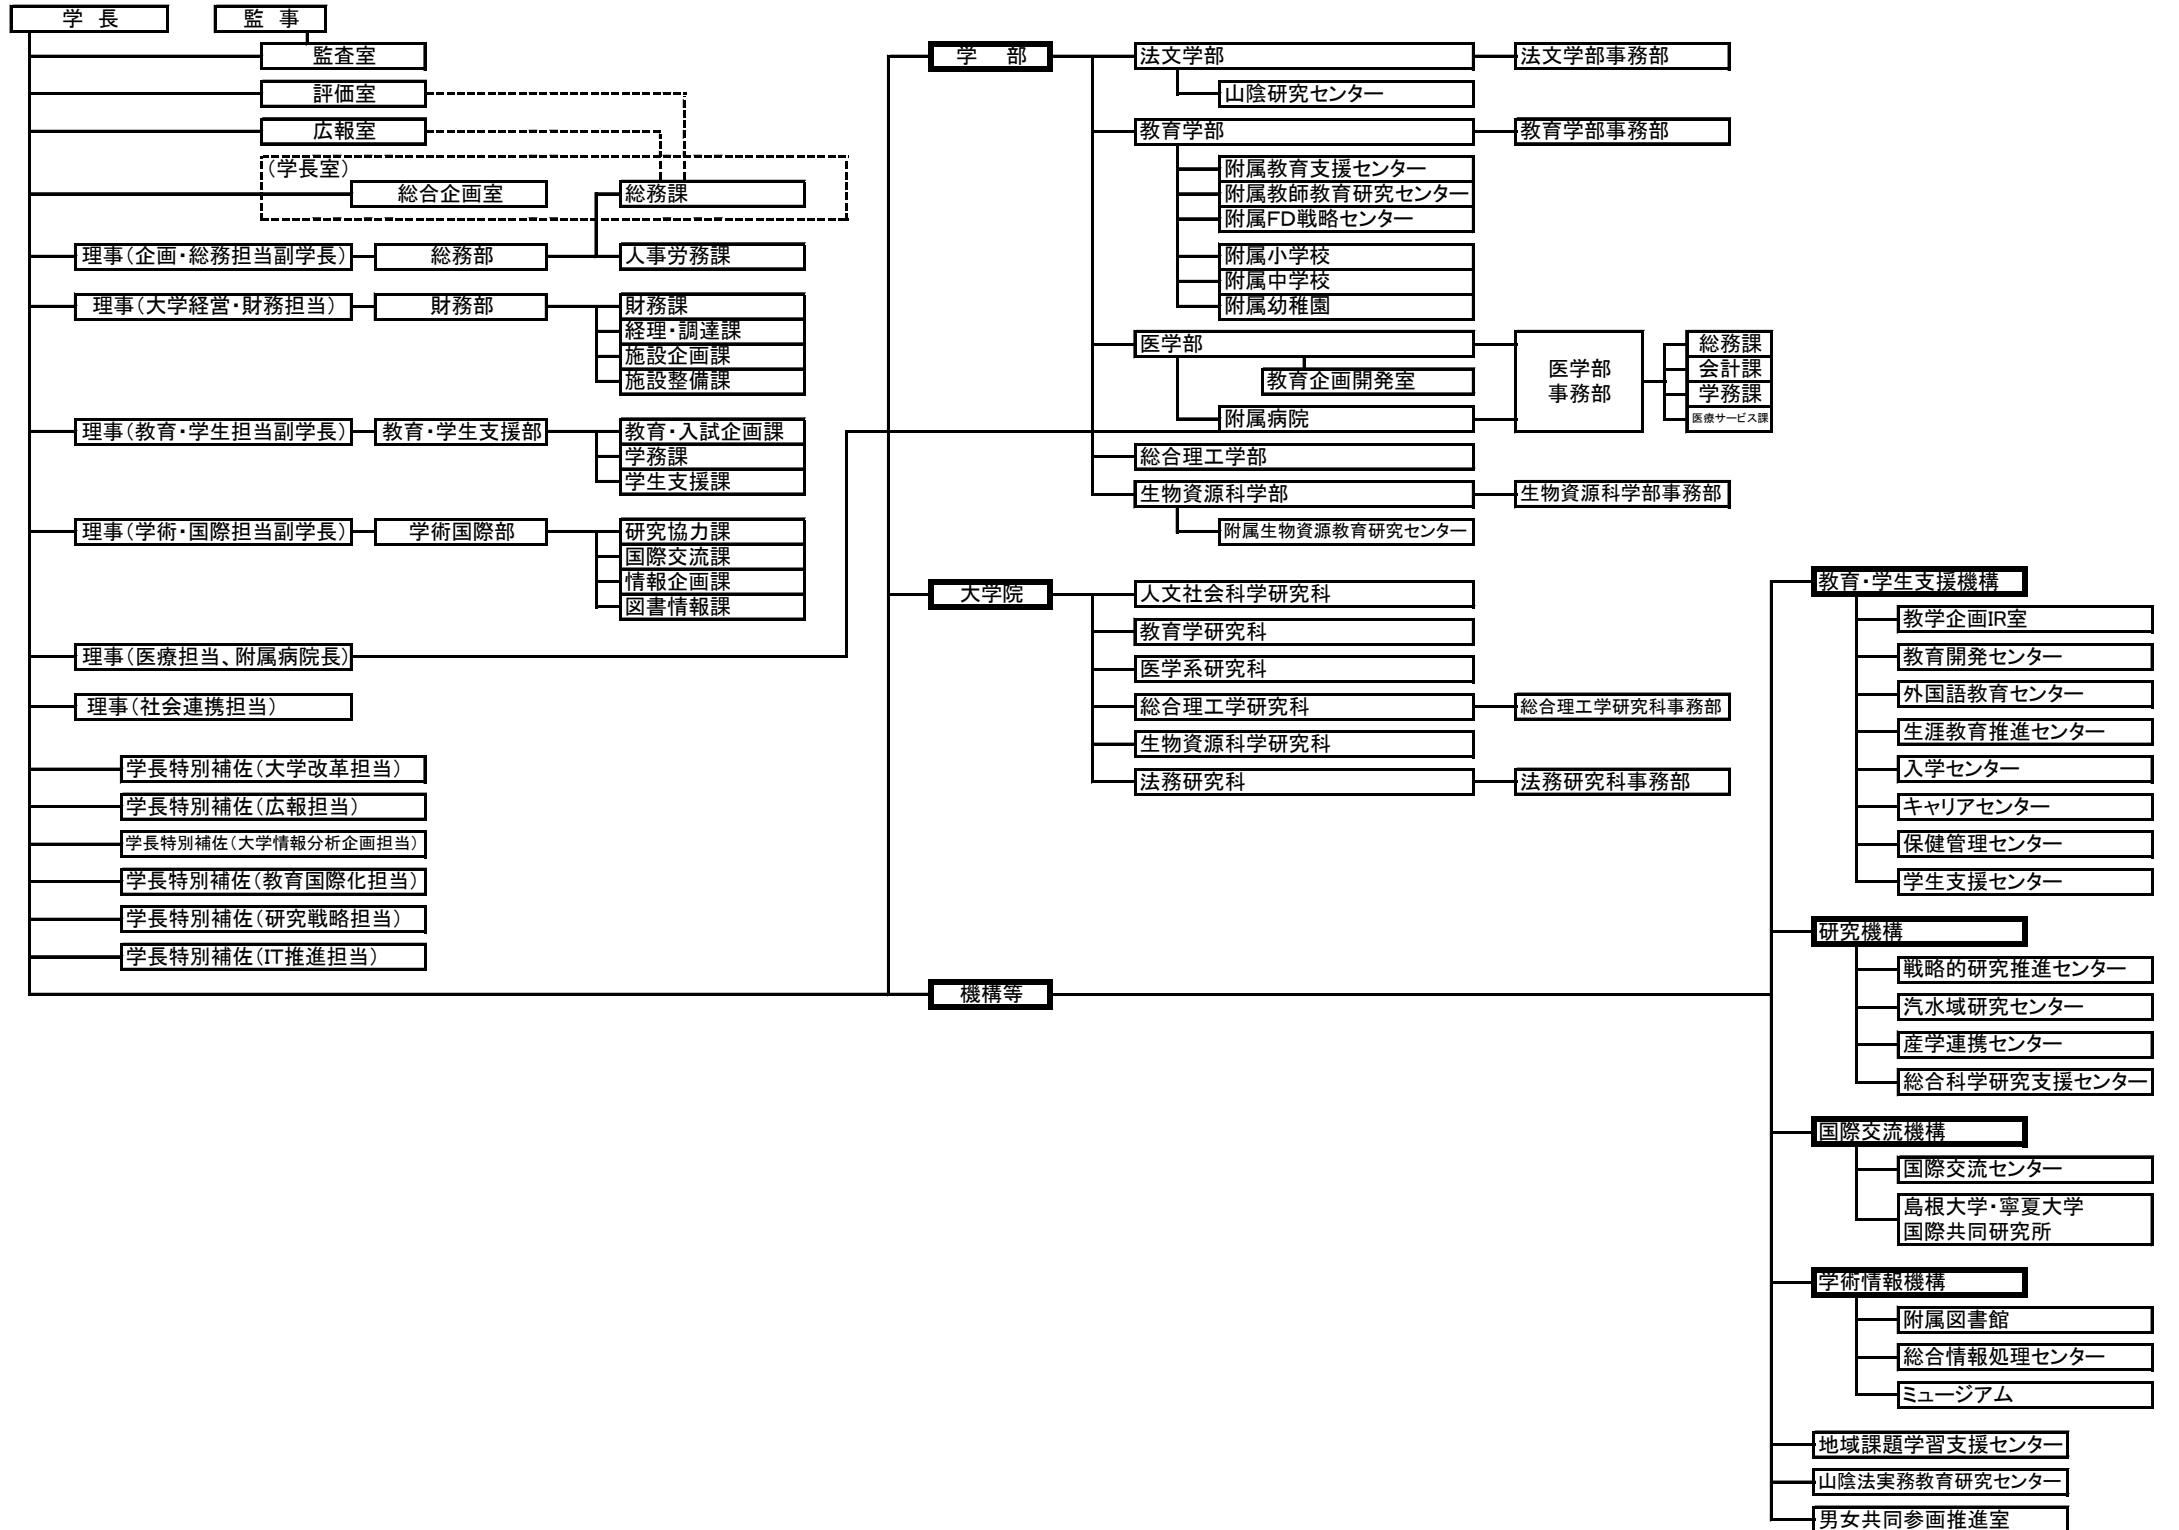 学 長
監 事
監査室
評価室
広報室
(学長室)
総合企画室
総務課
理事(企画・総務担当副学長)
総務部
人事労務課
理事(大学経営・財務担当)
財務部
財務課
経理・調達課
施設企画課
施設整備課
理事(教育・学生担当副学長)
教育・学生支援部
教育・入試企画課
学務課
学生支援課
理事(学術・国際担当副学長)
学術国際部
研究協力課
国際交流課
情報企画課
図書情報課
理事(医療担当、附属病院長)
理事(社会連携担当)
学長特別補佐(大学改革担当)
学長特別補佐(広報担当)
学長特別補佐(大学情報分析企画担当)
学長特別補佐(教育国際化担当)
学長特別補佐(研究戦略担当)
学長特別補佐(IT推進担当)
学 部
法文学部
法文学部事務部
山陰研究センター
教育学部
教育学部事務部
附属教育支援センター
附属教師教育研究センター
附属FD戦略センター
附属小学校
附属中学校
附属幼稚園
医学部
教育企画開発室
附属病院
医学部
事務部
総務課
会計課
学務課
医療サービス課
総合理工学部
生物資源科学部
生物資源科学部事務部
附属生物資源教育研究センター
大学院
人文社会科学研究科
教育学研究科
医学系研究科
総合理工学研究科
総合理工学研究科事務部
生物資源科学研究科
法務研究科
法務研究科事務部
機構等
教育・学生支援機構
教学企画IR室
教育開発センター
外国語教育センター
生涯教育推進センター
入学センター
キャリアセンター
保健管理センター
学生支援センター
研究機構
戦略的研究推進センター
汽水域研究センター
産学連携センター
総合科学研究支援センター
国際交流機構
国際交流センター
島根大学・寧夏大学
国際共同研究所
学術情報機構
附属図書館
総合情報処理センター
ミュージアム
地域課題学習支援センター
山陰法実務教育研究センター
男女共同参画推進室